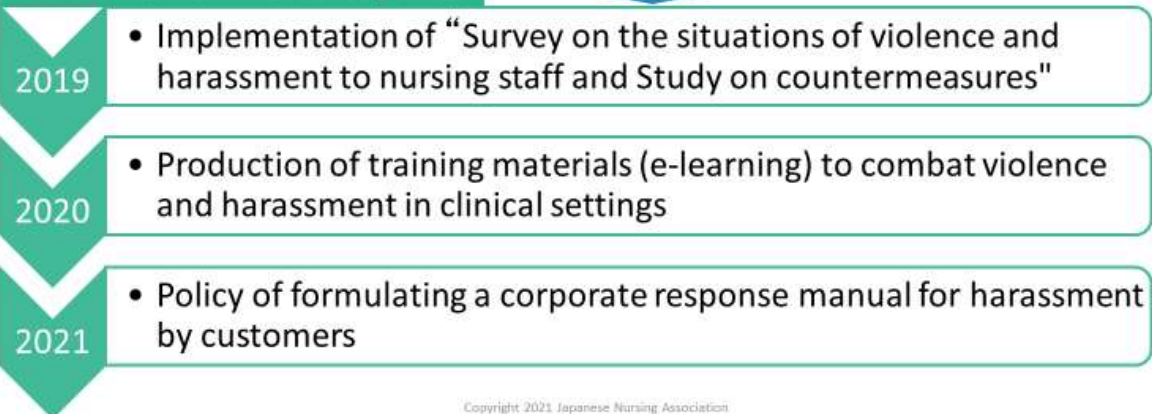 2019
• Implementation of “Survey on the situations of violence and
harassment to nursing staff and Study on countermeasures"
2020
• Production of training materials (e-learning) to combat violence
and harassment in clinical settings
2021
• Policy of formulating a corporate response manual for harassment
by customers
Copyright 2021 Japanese Nursing Association